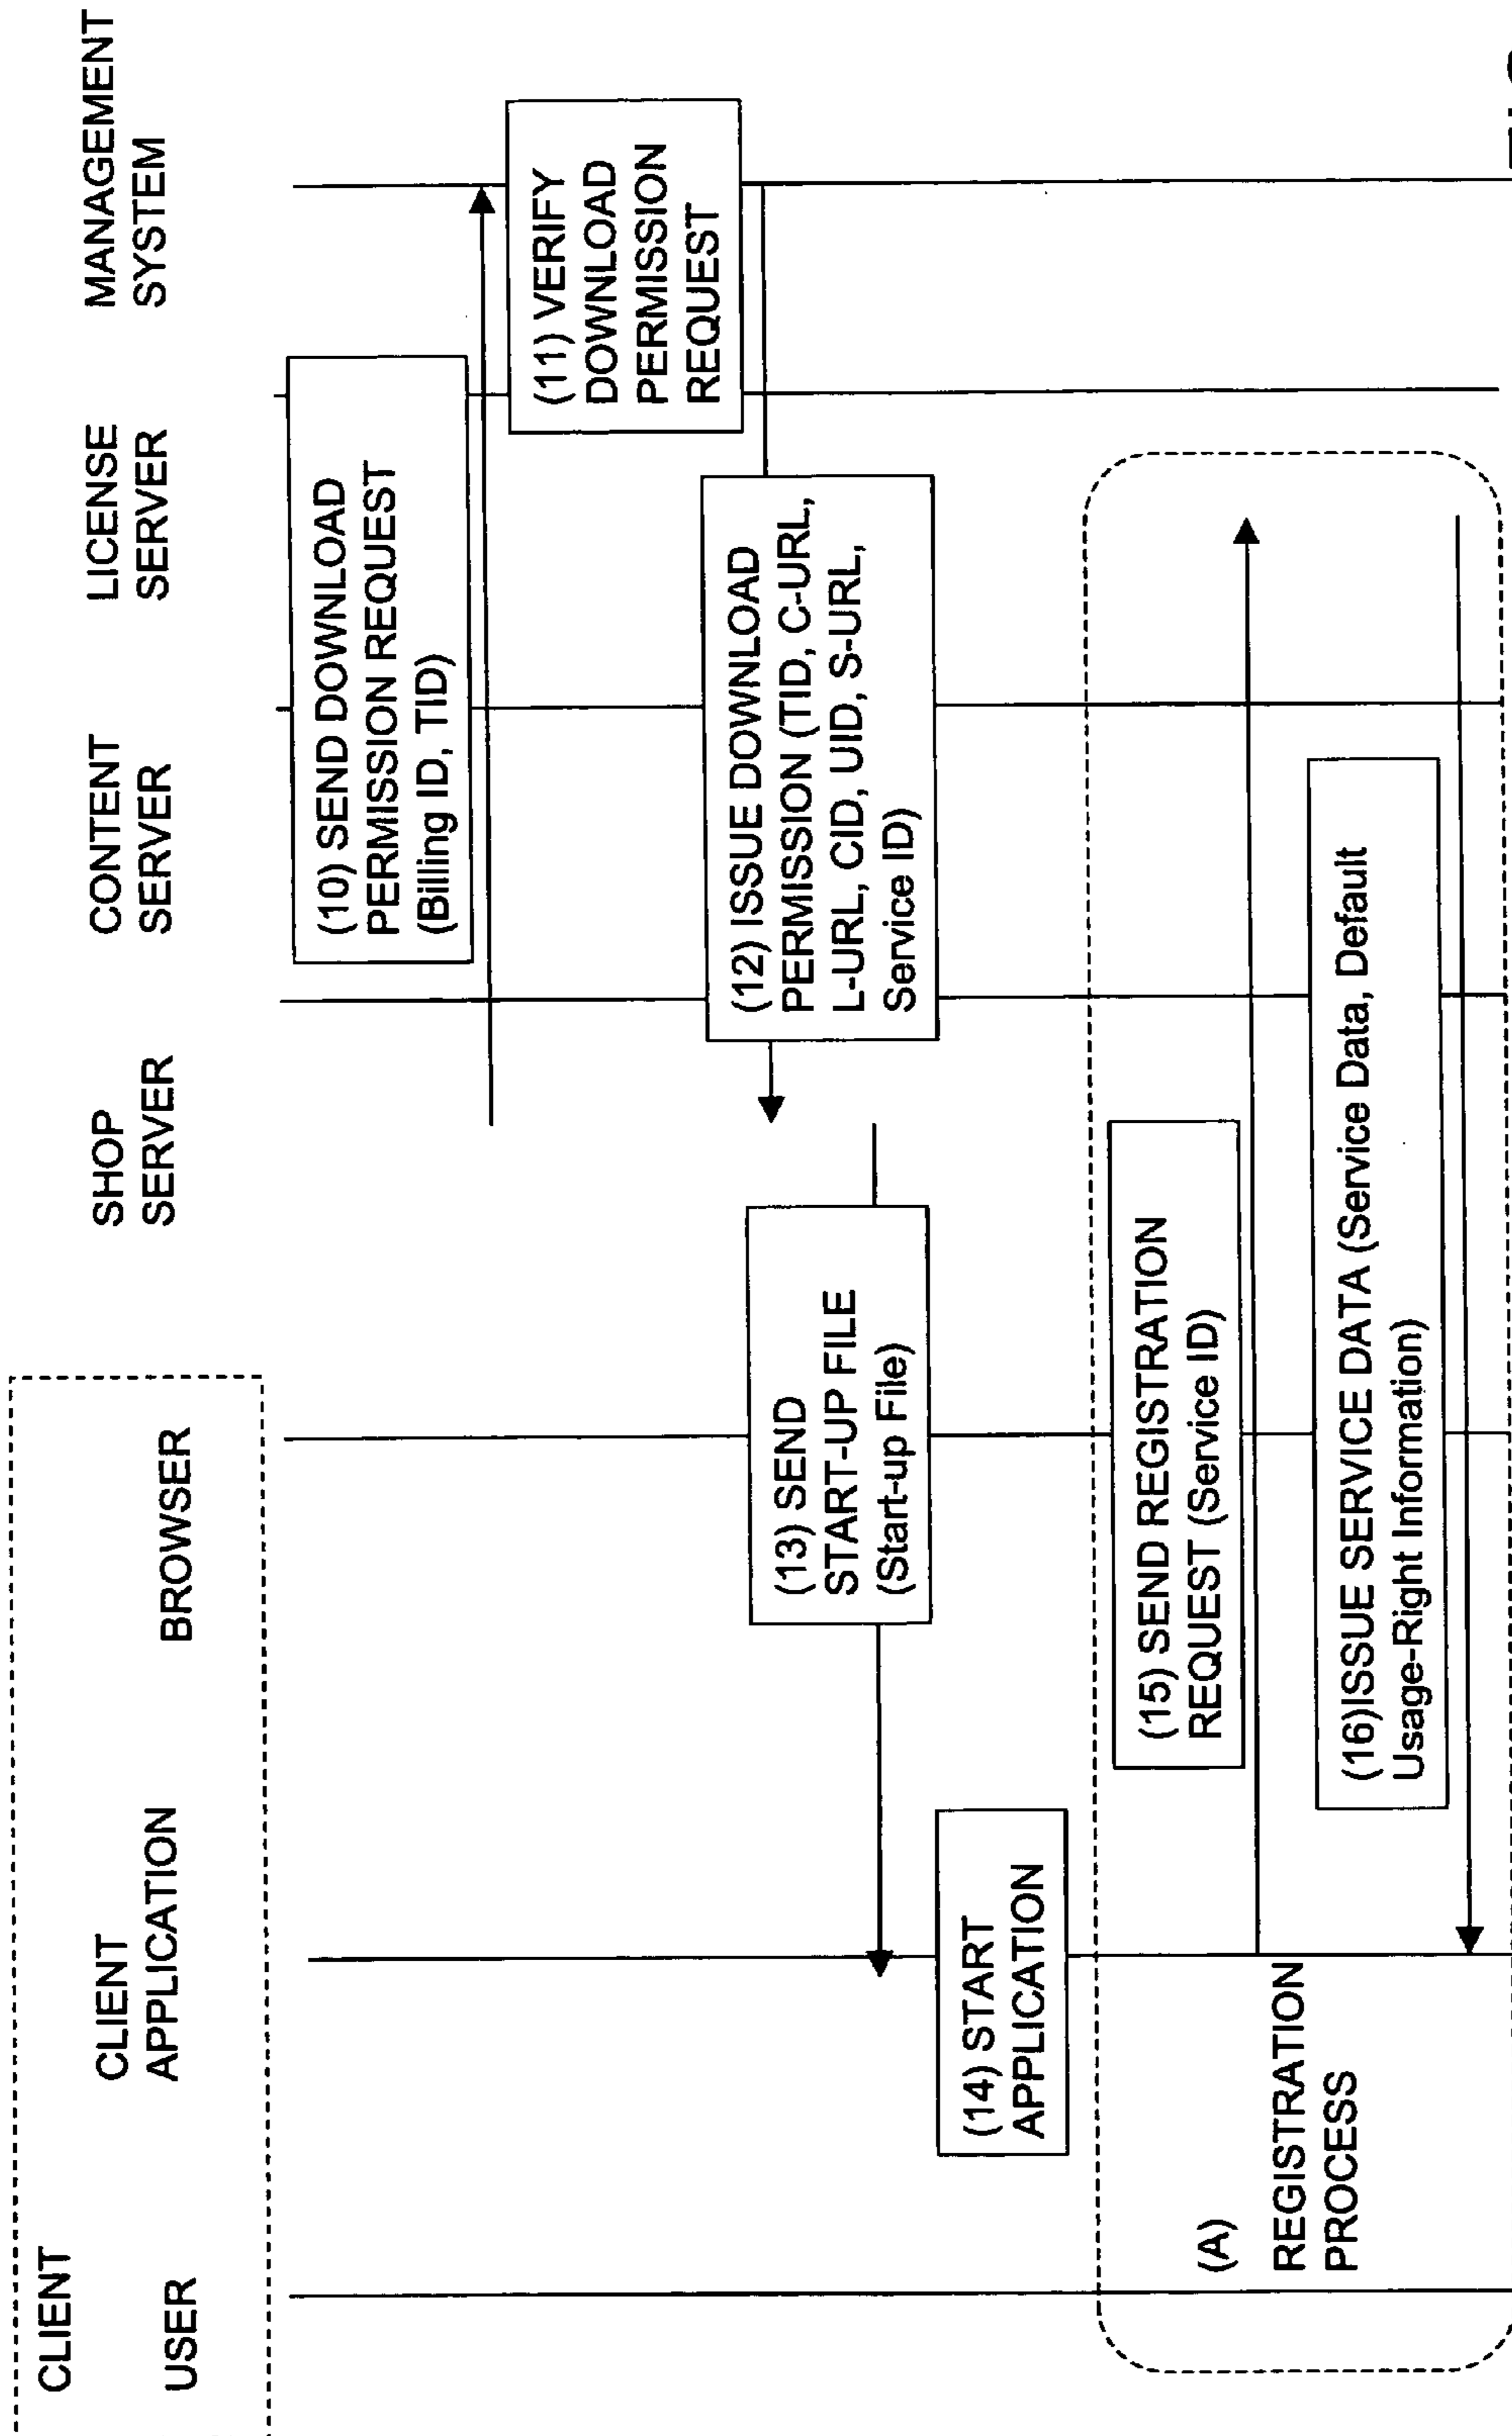 CLIENT
USER
CLIENT
APPLICATION
BROWSER
SHOP
SERVER
CONTENT
SERVER
LICENSE
SERVER
MANAGEMENT
SYSTEM
(10) SEND DOWNLOAD
PERMISSION REQUEST
(Billing ID, TID)
(11) VERIFY
DOWNLOAD
PERMISSION
REQUEST
(12) ISSUE DOWNLOAD
PERMISSION (TID, C-URL,
L-URL, CID, UID, S-URL,
Service ID)
(13) SEND
START-UP FILE
(Start-up File)
(14) START
APPLICATION
(A)
REGISTRATION
PROCESS
(15) SEND REGISTRATION
REQUEST (Service ID)
(16)ISSUE SERVICE DATA (Service Data, Default
Usage-Right Information)